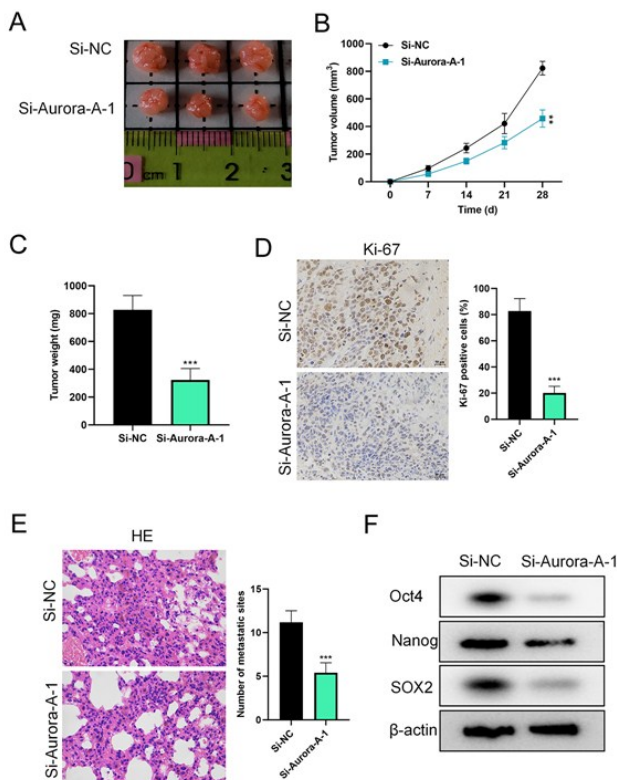 A
Si-NC
Si-Aurora-A-1
0 cm 1 2 3
B
Si-NC
Si-Aurora-A-1
Tumor volume (mm³)
1000
800
600
400
200
0
0 7 14 21 28
Time (d)
**
C
Tumor weight (mg)
1000
800
600
400
200
0
***
Si-NC Si-Aurora-A-1
D
Ki-67
Si-NC
Si-Aurora-A-1
Ki-67 positive cells (%)
100
80
60
40
20
0
***
Si-NC
Si-Aurora-A-1
E
HE
Si-NC
Si-Aurora-A-1
Number of metastatic sites
15
10
5
0
***
Si-NC
Si-Aurora-A-1
F
Si-NC Si-Aurora-A-1
Oct4
Nanog
SOX2
β-actin